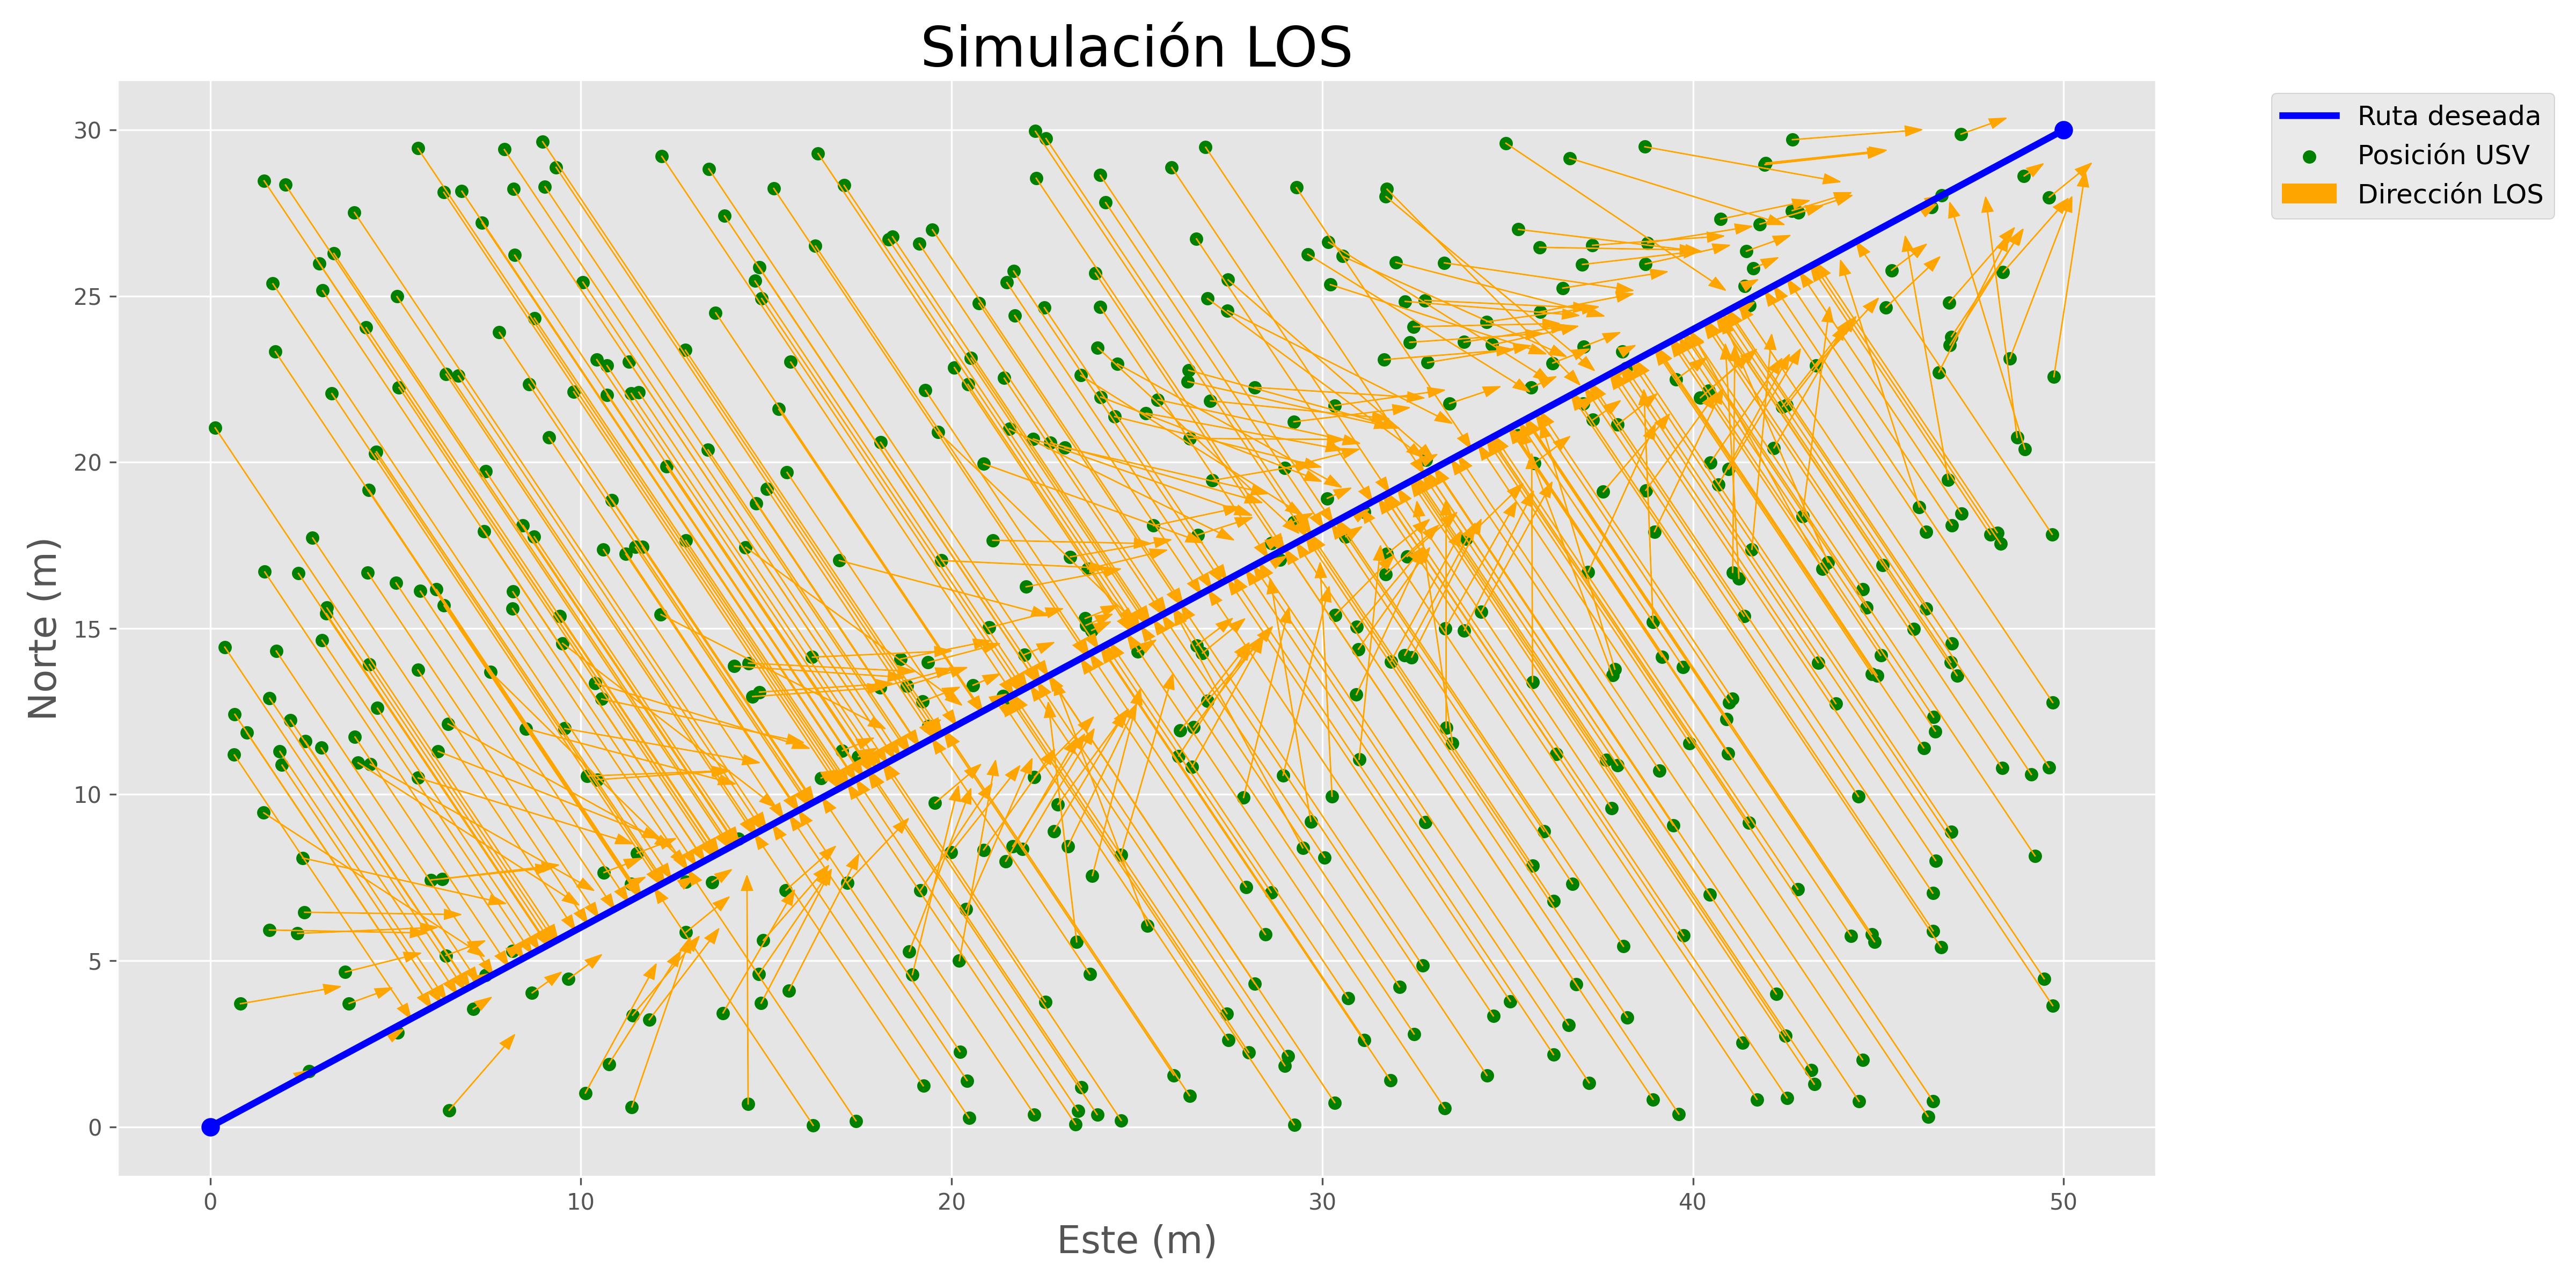 Simulación LOS
Ruta deseada
Posición USV
Dirección LOS
30
25
20
15
10
5
0
Norte (m)
0
10
20
30
40
50
Este (m)